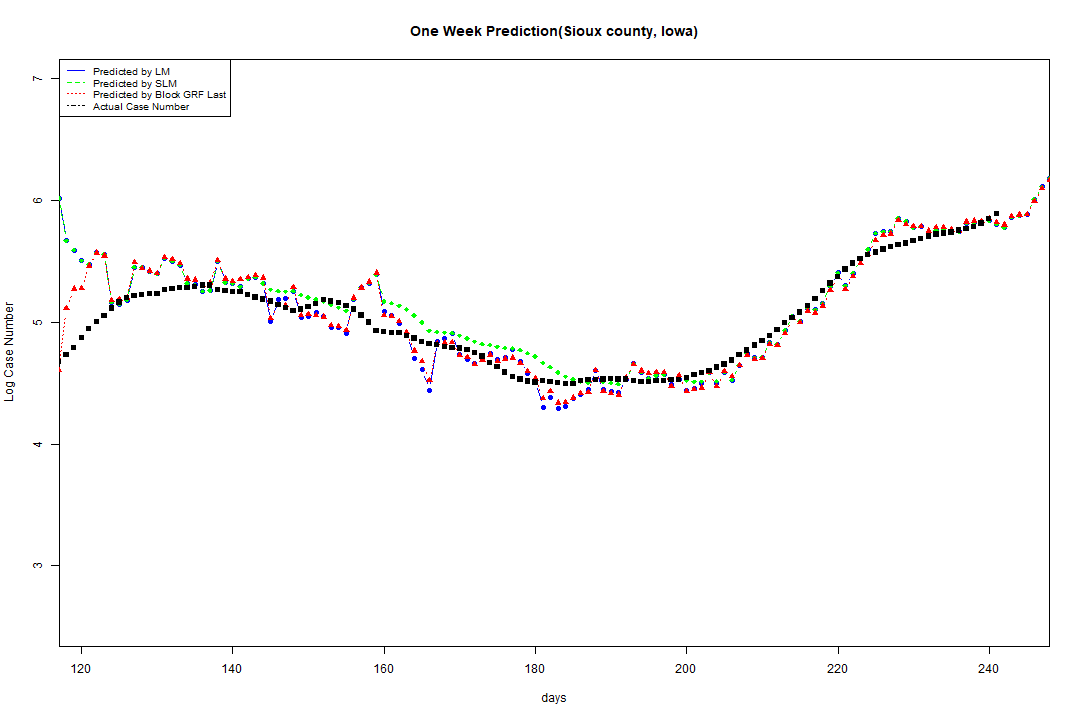 One Week Prediction(Sioux county, Iowa)
Predicted by LM
Predicted by SLM
Predicted by Block GRF Last
Actual Case Number
7
6
5
4
3
Log Case Number
120 140 160 180 200 220 240
days